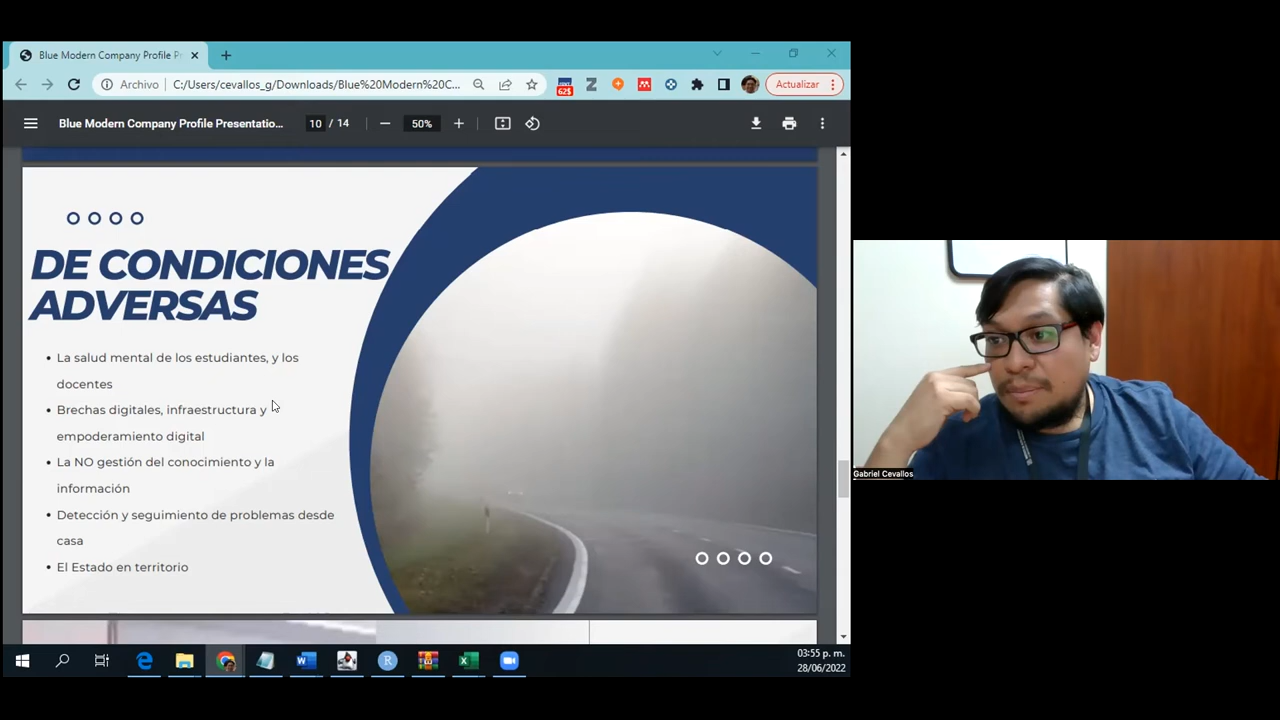 Blue Modern Company Profile P
Archivo
C:/Users/cevallos_g/Downloads/Blue%20Modern%20C...
62$
Actualizar
Blue Modern Company Profile Presentatio...
10 / 14
50%
DE CONDICIONES
ADVERSAS
• La salud mental de los estudiantes, y los
docentes
• Brechas digitales, infraestructura y
empoderamiento digital
• La NO gestión del conocimiento y la
información
• Detección y seguimiento de problemas desde
casa
• El Estado en territorio
Gabriel Cevallos
03:55 p. m.
28/06/2022